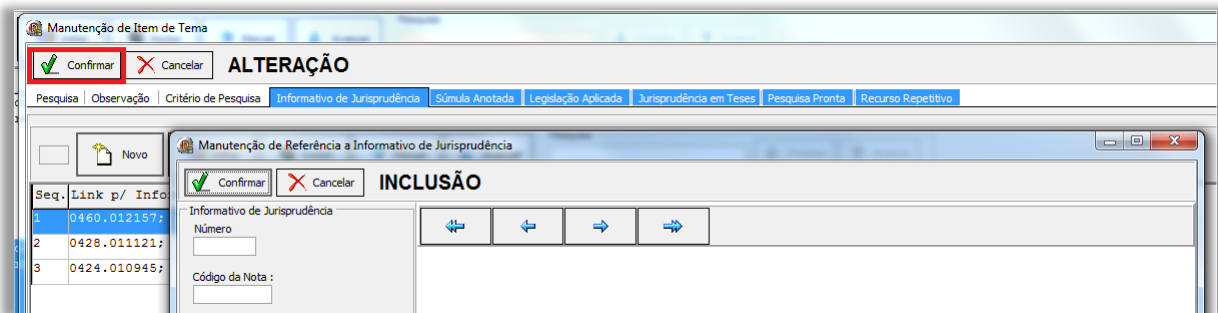 Manutenção de Item de Tema
Confirmar Cancelar ALTERAÇÃO
Pesquisa Observação Critério de Pesquisa Informativo de Jurisprudência Súmula Anotada Legislação Aplicada Jurisprudência em Teses Pesquisa Pronta Recurso Repetitivo
Novo
Manutenção de Referência a Informativo de Jurisprudência
Confirmar Cancelar INCLUSÃO
Seq. Link p/
Informativo de Jurisprudência
Número
1 0460.012157;
2 0428.011121;
3 0424.010945;
Código da Nota :